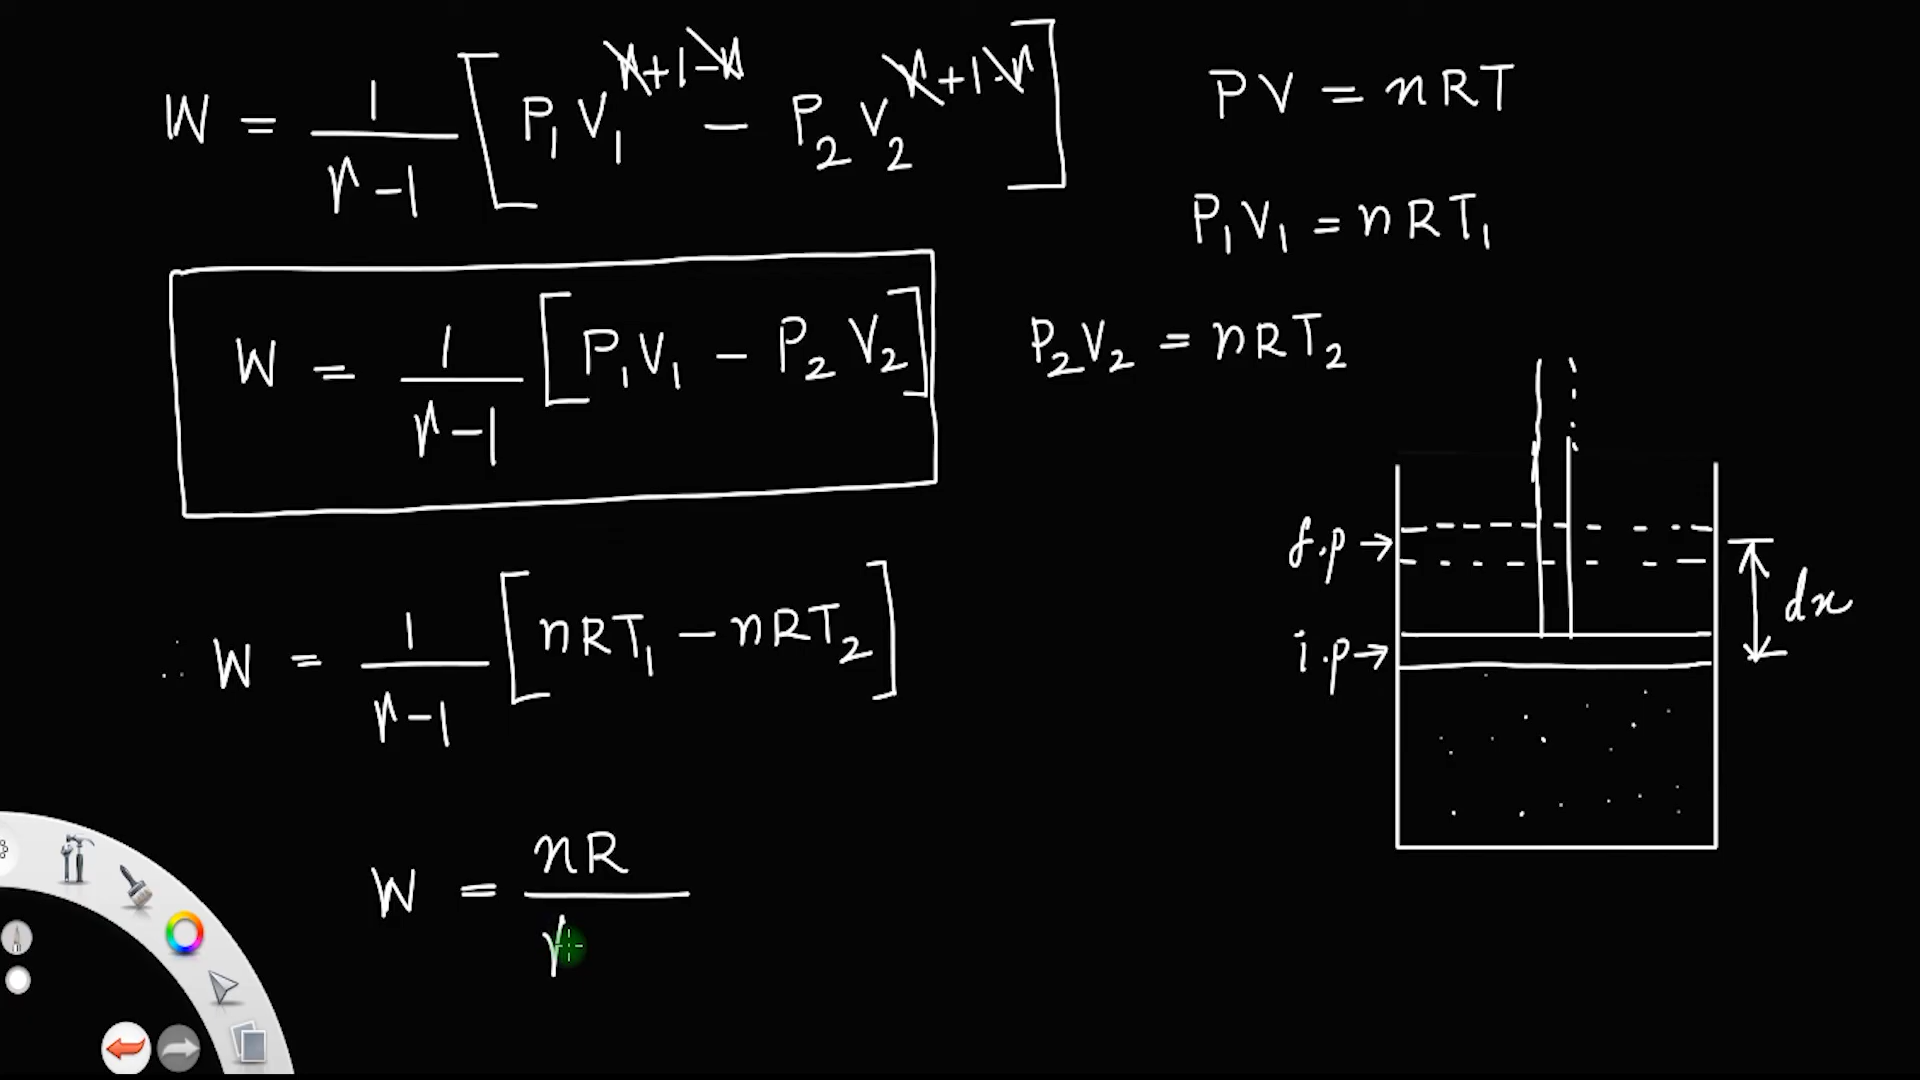 W = 1/(γ-1) [P₁V₁^(γ+1-γ) - P₂V₂^(γ+1-γ)]
PV = nRT
P₁V₁ = nRT₁
W = 1/(γ-1) [P₁V₁ - P₂V₂]
P₂V₂ = nRT₂
f.p →
dx
i.p →
∴ W = 1/(γ-1) [nRT₁ - nRT₂]
W = nR/γ